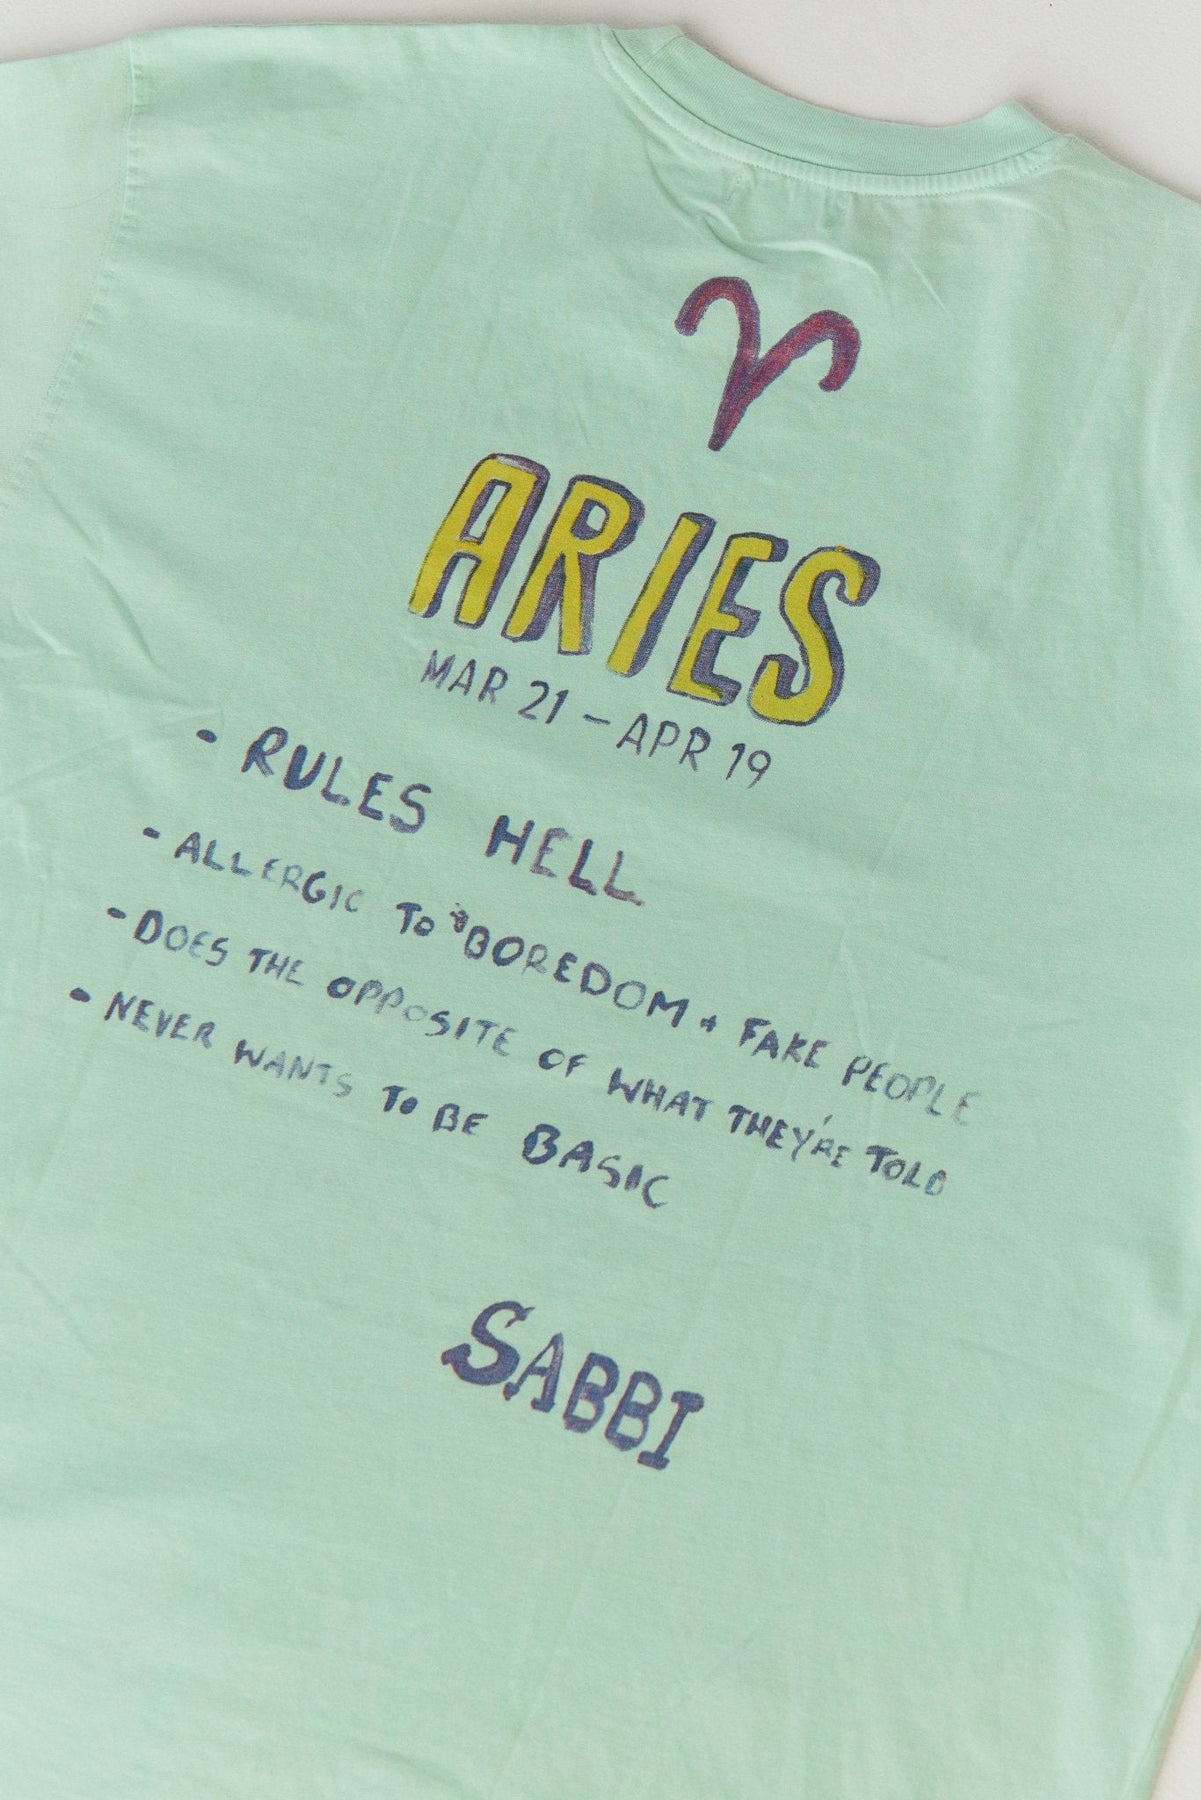 ARIES
MAR 21 - APR 19
- RULES HELL
- ALLERGIC TO BOREDOM + FAKE PEOPLE
- DOES THE OPPOSITE OF WHAT THEY'RE TOLD
- NEVER WANTS TO BE BASIC
SABBI